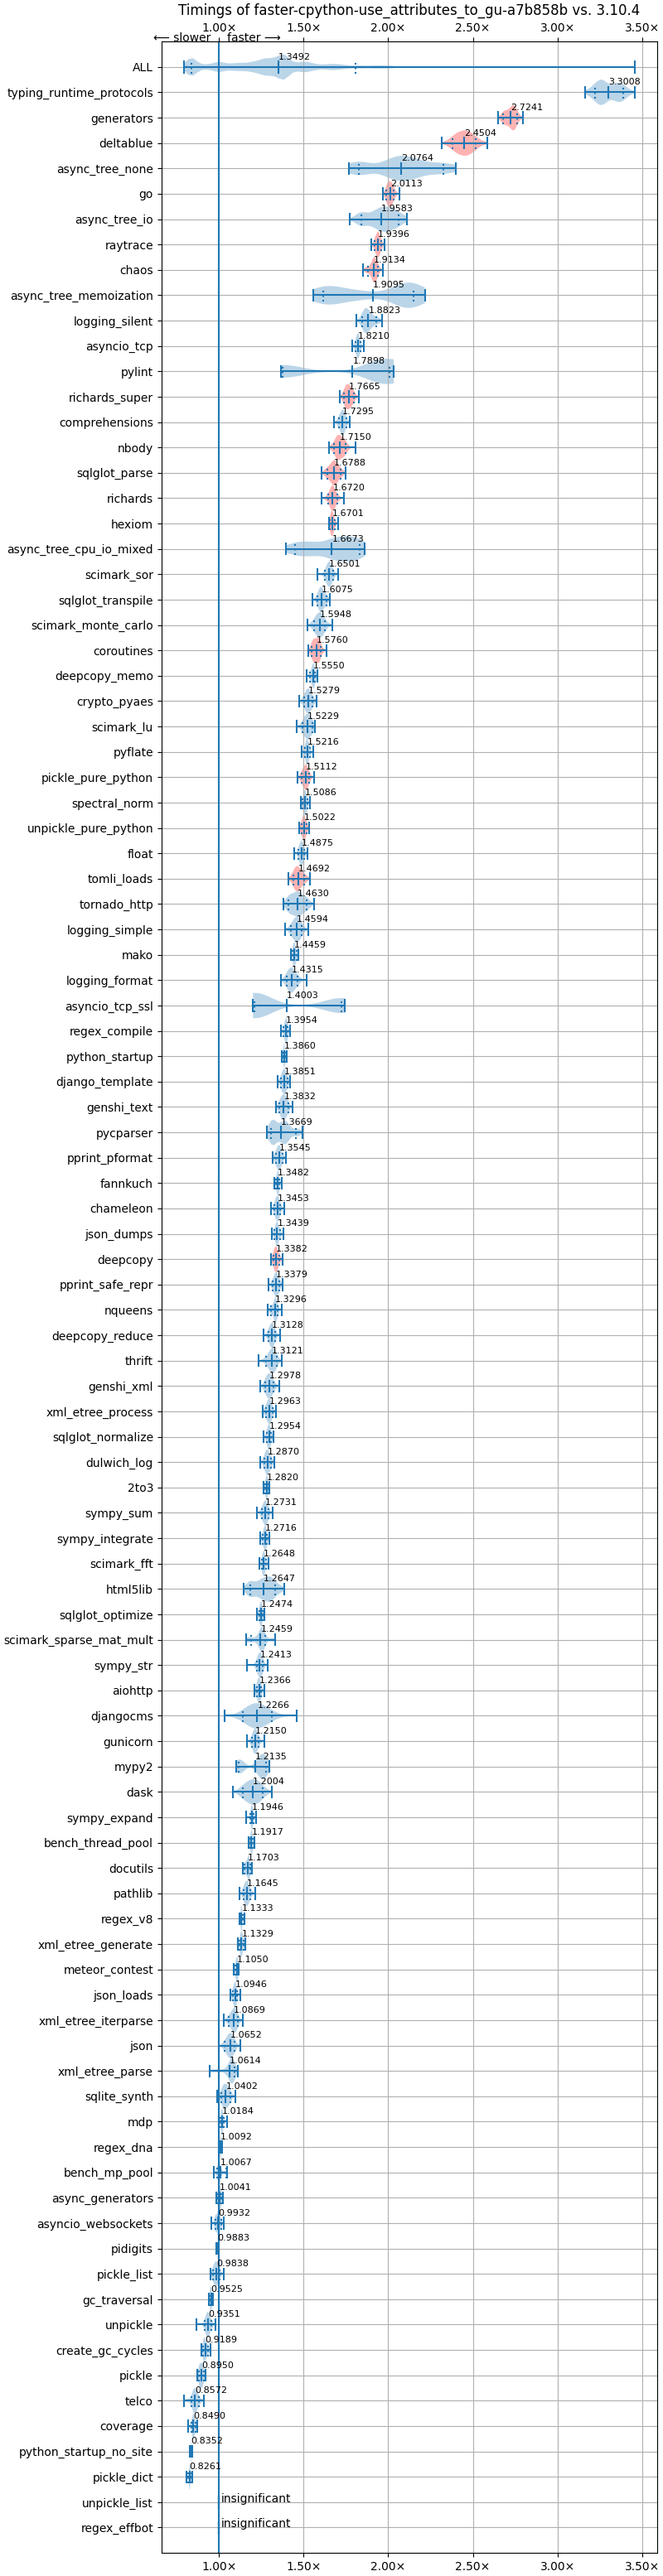 Timings of faster-cpython-use_attributes_to_gu-a7b858b vs. 3.10.4
1.00× 1.50× 2.00× 2.50× 3.00× 3.50×
⟵ slower faster ⟶
ALL 1.3492
typing_runtime_protocols 3.3008
generators 2.7241
deltablue 2.4504
async_tree_none 2.0764
go 2.0113
async_tree_io 1.9583
raytrace 1.9396
chaos 1.9134
async_tree_memoization 1.9095
logging_silent 1.8823
asyncio_tcp 1.8210
pylint 1.7898
richards_super 1.7665
comprehensions 1.7295
nbody 1.7150
sqlglot_parse 1.6788
richards 1.6720
hexiom 1.6701
async_tree_cpu_io_mixed 1.6673
scimark_sor 1.6501
sqlglot_transpile 1.6075
scimark_monte_carlo 1.5948
coroutines 1.5760
deepcopy_memo 1.5550
crypto_pyaes 1.5279
scimark_lu 1.5229
pyflate 1.5216
pickle_pure_python 1.5112
spectral_norm 1.5086
unpickle_pure_python 1.5022
float 1.4875
tomli_loads 1.4692
tornado_http 1.4630
logging_simple 1.4594
mako 1.4459
logging_format 1.4315
asyncio_tcp_ssl 1.4003
regex_compile 1.3954
python_startup 1.3860
django_template 1.3851
genshi_text 1.3832
pycparser 1.3669
pprint_pformat 1.3545
fannkuch 1.3482
chameleon 1.3453
json_dumps 1.3439
deepcopy 1.3382
pprint_safe_repr 1.3379
nqueens 1.3296
deepcopy_reduce 1.3128
thrift 1.3121
genshi_xml 1.2978
xml_etree_process 1.2963
sqlglot_normalize 1.2954
dulwich_log 1.2870
2to3 1.2820
sympy_sum 1.2731
sympy_integrate 1.2716
scimark_fft 1.2648
html5lib 1.2647
sqlglot_optimize 1.2474
scimark_sparse_mat_mult 1.2459
sympy_str 1.2413
aiohttp 1.2366
djangocms 1.2266
gunicorn 1.2150
mypy2 1.2135
dask 1.2004
sympy_expand 1.1946
bench_thread_pool 1.1917
docutils 1.1703
pathlib 1.1645
regex_v8 1.1333
xml_etree_generate 1.1329
meteor_contest 1.1050
json_loads 1.0946
xml_etree_iterparse 1.0869
json 1.0652
xml_etree_parse 1.0614
sqlite_synth 1.0402
mdp 1.0184
regex_dna 1.0092
bench_mp_pool 1.0067
async_generators 1.0041
asyncio_websockets 0.9932
pidigits 0.9883
pickle_list 0.9838
gc_traversal 0.9525
unpickle 0.9351
create_gc_cycles 0.9189
pickle 0.8950
telco 0.8572
coverage 0.8490
python_startup_no_site 0.8352
pickle_dict 0.8261
unpickle_list insignificant
regex_effbot insignificant
1.00× 1.50× 2.00× 2.50× 3.00× 3.50×